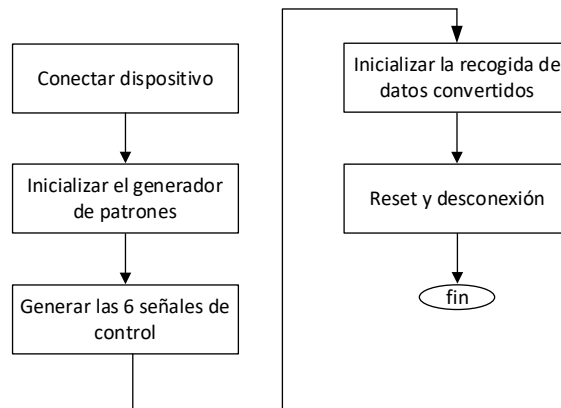 Conectar dispositivo
Inicializar el generador
de patrones
Generar las 6 señales de
control
Inicializar la recogida de
datos convertidos
Reset y desconexión
fin